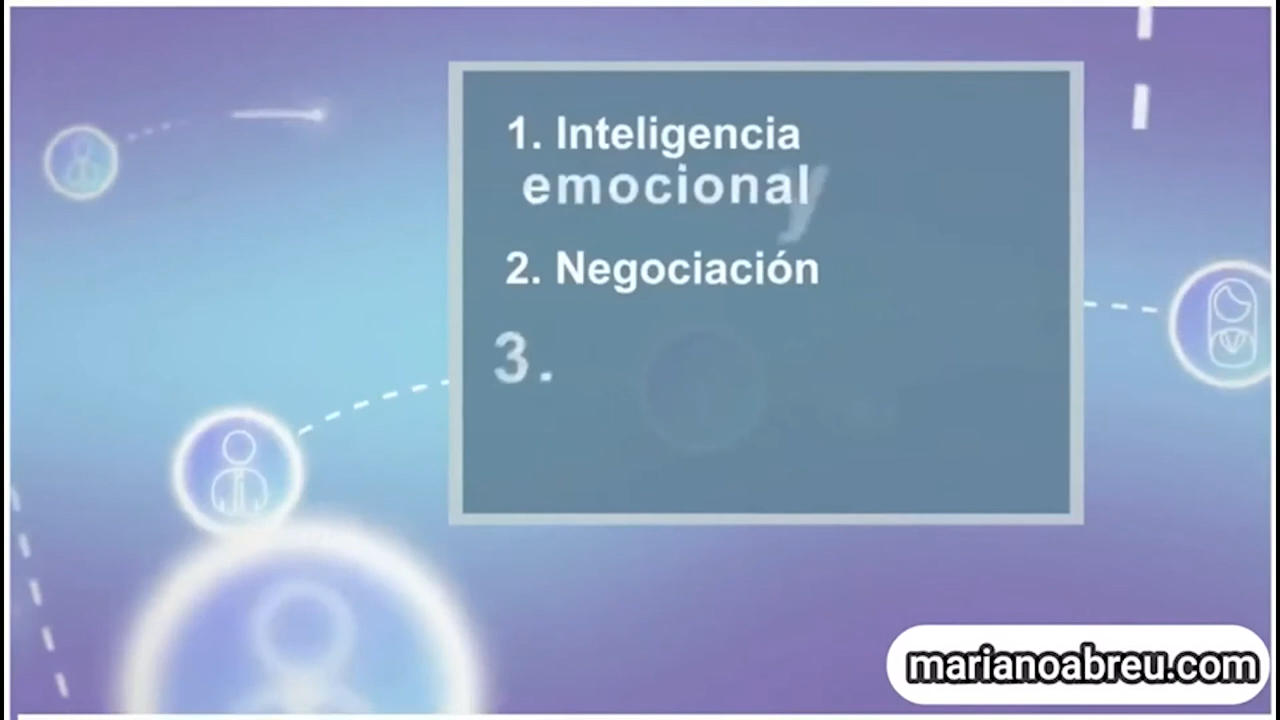 1. Inteligencia
emocional
y
2. Negociación
3.
marianoabreu.com